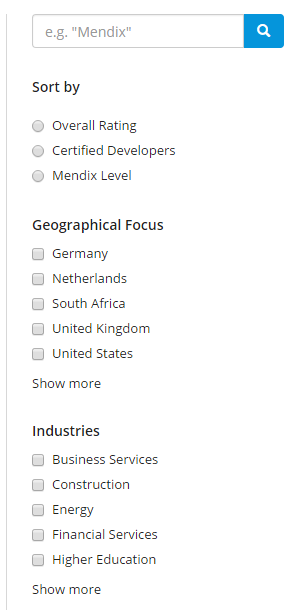 e.g. "Mendix"
Sort by
Overall Rating
Certified Developers
Mendix Level
Geographical Focus
Germany
Netherlands
South Africa
United Kingdom
United States
Show more
Industries
Business Services
Construction
Energy
Financial Services
Higher Education
Show more